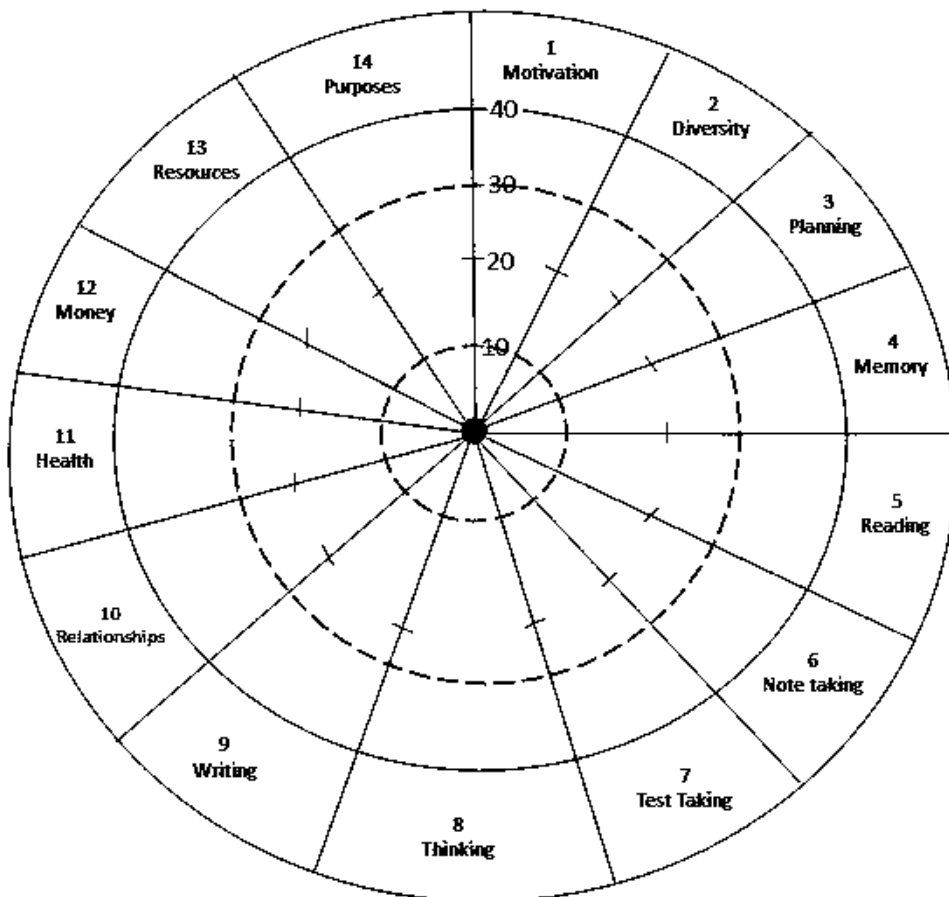 1
Motivation
2
Diversity
3
Planning
4
Memory
5
Reading
6
Note taking
7
Test Taking
8
Thinking
9
Writing
10
Relationships
11
Health
12
Money
13
Resources
14
Purposes
40
30
20
10